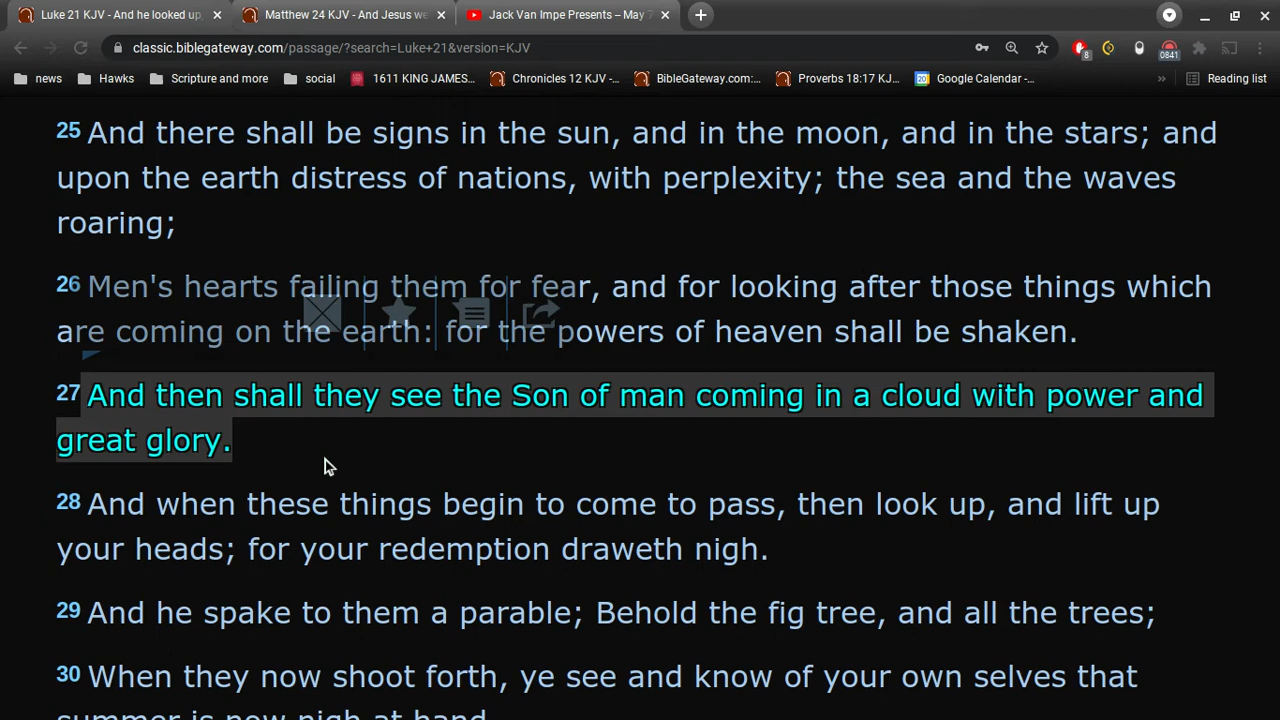 Luke 21 KJV - And he looked up,
Matthew 24 KJV - And Jesus we
Jack Van Impe Presents -- May 7
classic.biblegateway.com/passage/?search=Luke+21&version=KJV
8
0841
news
Hawks
Scripture and more
social
1611 KING JAMES...
Chronicles 12 KJV -...
BibleGateway.com:...
Proverbs 18:17 KJ...
20
Google Calendar -...
»
Reading list
25 And there shall be signs in the sun, and in the moon, and in the stars; and
upon the earth distress of nations, with perplexity; the sea and the waves
roaring;
26 Men's hearts failing them for fear, and for looking after those things which
are coming on the earth: for the powers of heaven shall be shaken.
27 And then shall they see the Son of man coming in a cloud with power and
great glory.
28 And when these things begin to come to pass, then look up, and lift up
your heads; for your redemption draweth nigh.
29 And he spake to them a parable; Behold the fig tree, and all the trees;
30 When they now shoot forth, ye see and know of your own selves that
summer is now nigh at hand.